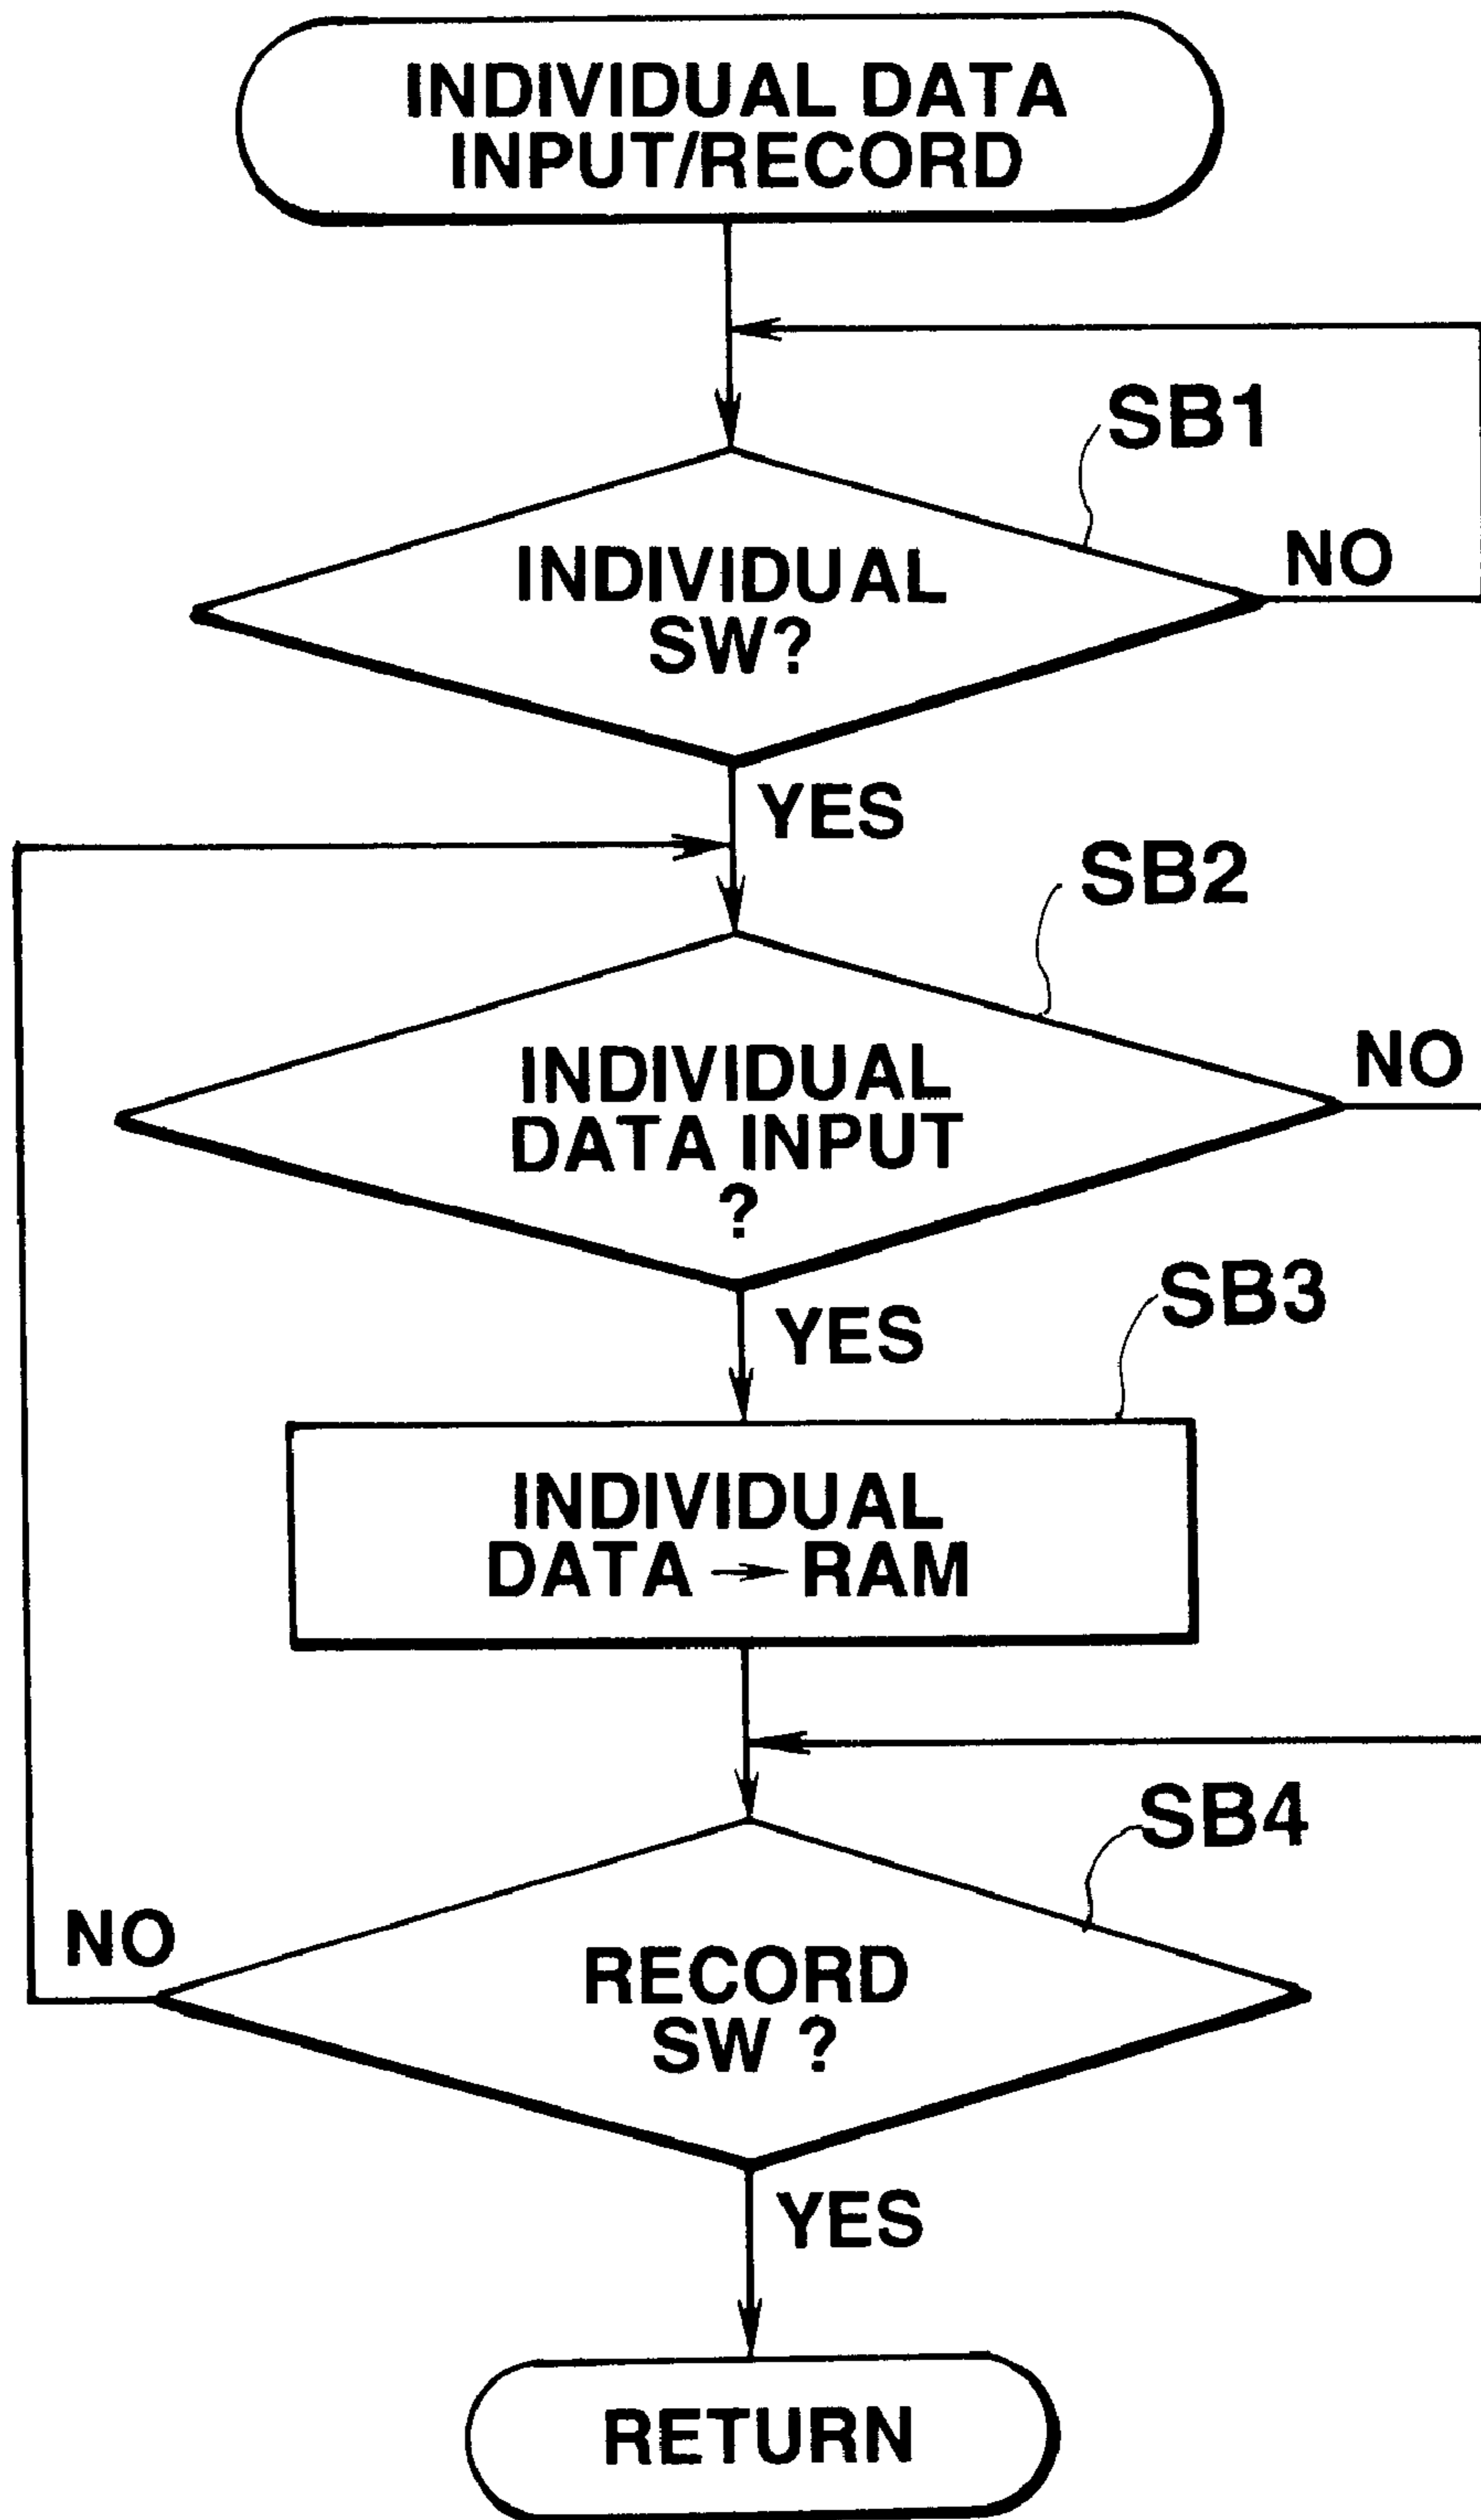 INDIVIDUAL DATA
INPUT/RECORD
SB1
INDIVIDUAL
SW?
NO
YES
SB2
INDIVIDUAL
DATA INPUT
?
NO
YES
SB3
INDIVIDUAL
DATA → RAM
SB4
NO
RECORD
SW ?
YES
RETURN